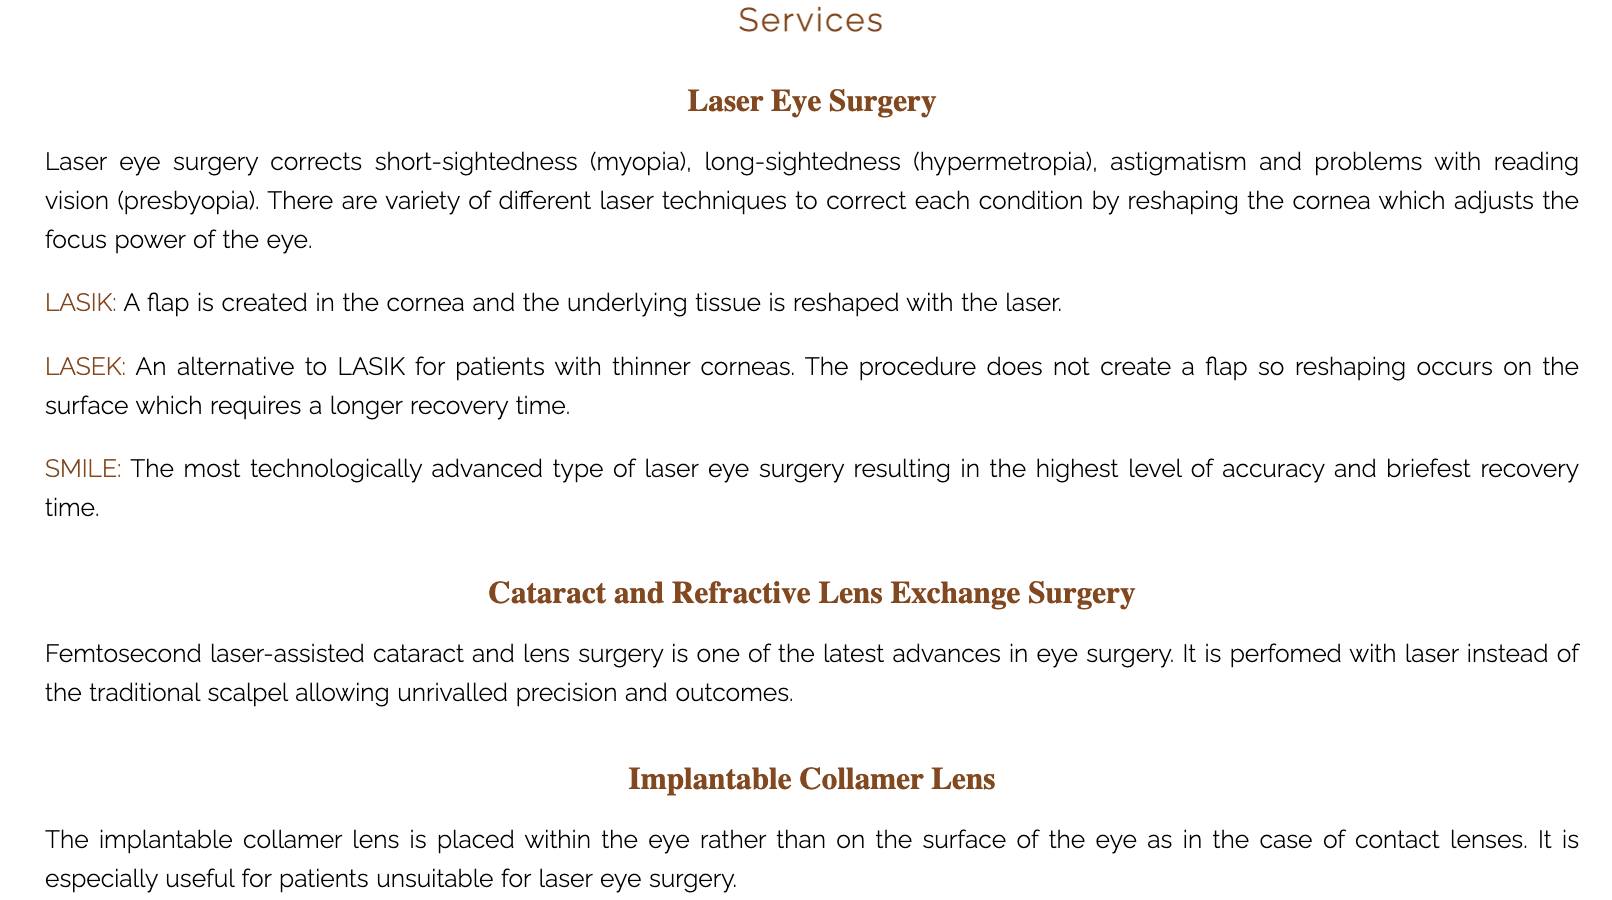 Services
Laser Eye Surgery
Laser eye surgery corrects short-sightedness (myopia), long-sightedness (hypermetropia), astigmatism and problems with reading
vision (presbyopia). There are variety of different laser techniques to correct each condition by reshaping the cornea which adjusts the
focus power of the eye.
LASIK: A flap is created in the cornea and the underlying tissue is reshaped with the laser.
LASEK: An alternative to LASIK for patients with thinner corneas. The procedure does not create a flap so reshaping occurs on the
surface which requires a longer recovery time.
SMILE: The most technologically advanced type of laser eye surgery resulting in the highest level of accuracy and briefest recovery
time.
Cataract and Refractive Lens Exchange Surgery
Femtosecond laser-assisted cataract and lens surgery is one of the latest advances in eye surgery. It is perfomed with laser instead of
the traditional scalpel allowing unrivalled precision and outcomes.
Implantable Collamer Lens
The implantable collamer lens is placed within the eye rather than on the surface of the eye as in the case of contact lenses. It is
especially useful for patients unsuitable for laser eye surgery.